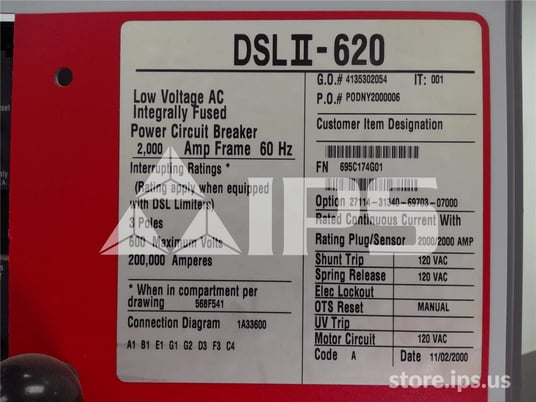 DSLII-620
G.O.# 4135302054 IT: 001
P.O.# PODNY2000006
Customer Item Designation
Low Voltage AC
Integrally Fused
Power Circuit Breaker
2,000 Amp Frame 60 Hz
Interrupting Ratings *
(Rating apply when equipped
with DSL Limiters)
3 Poles
600 Maximum Volts
200,000 Amperes
* When in compartment per
drawing 568F541
Connection Diagram 1A33600
A1 B1 E1 G1 G2 D3 F3 C4
FN 695C174G01
Option 27114-31340-69703-07000
Rated Continuous Current With
Rating Plug/Sensor 2000/2000 AMP
Shunt Trip 120 VAC
Spring Release 120 VAC
Elec Lockout
OTS Reset MANUAL
UV Trip
Motor Circuit 120 VAC
Code A Date 11/02/2000
IPS
store.ips.us